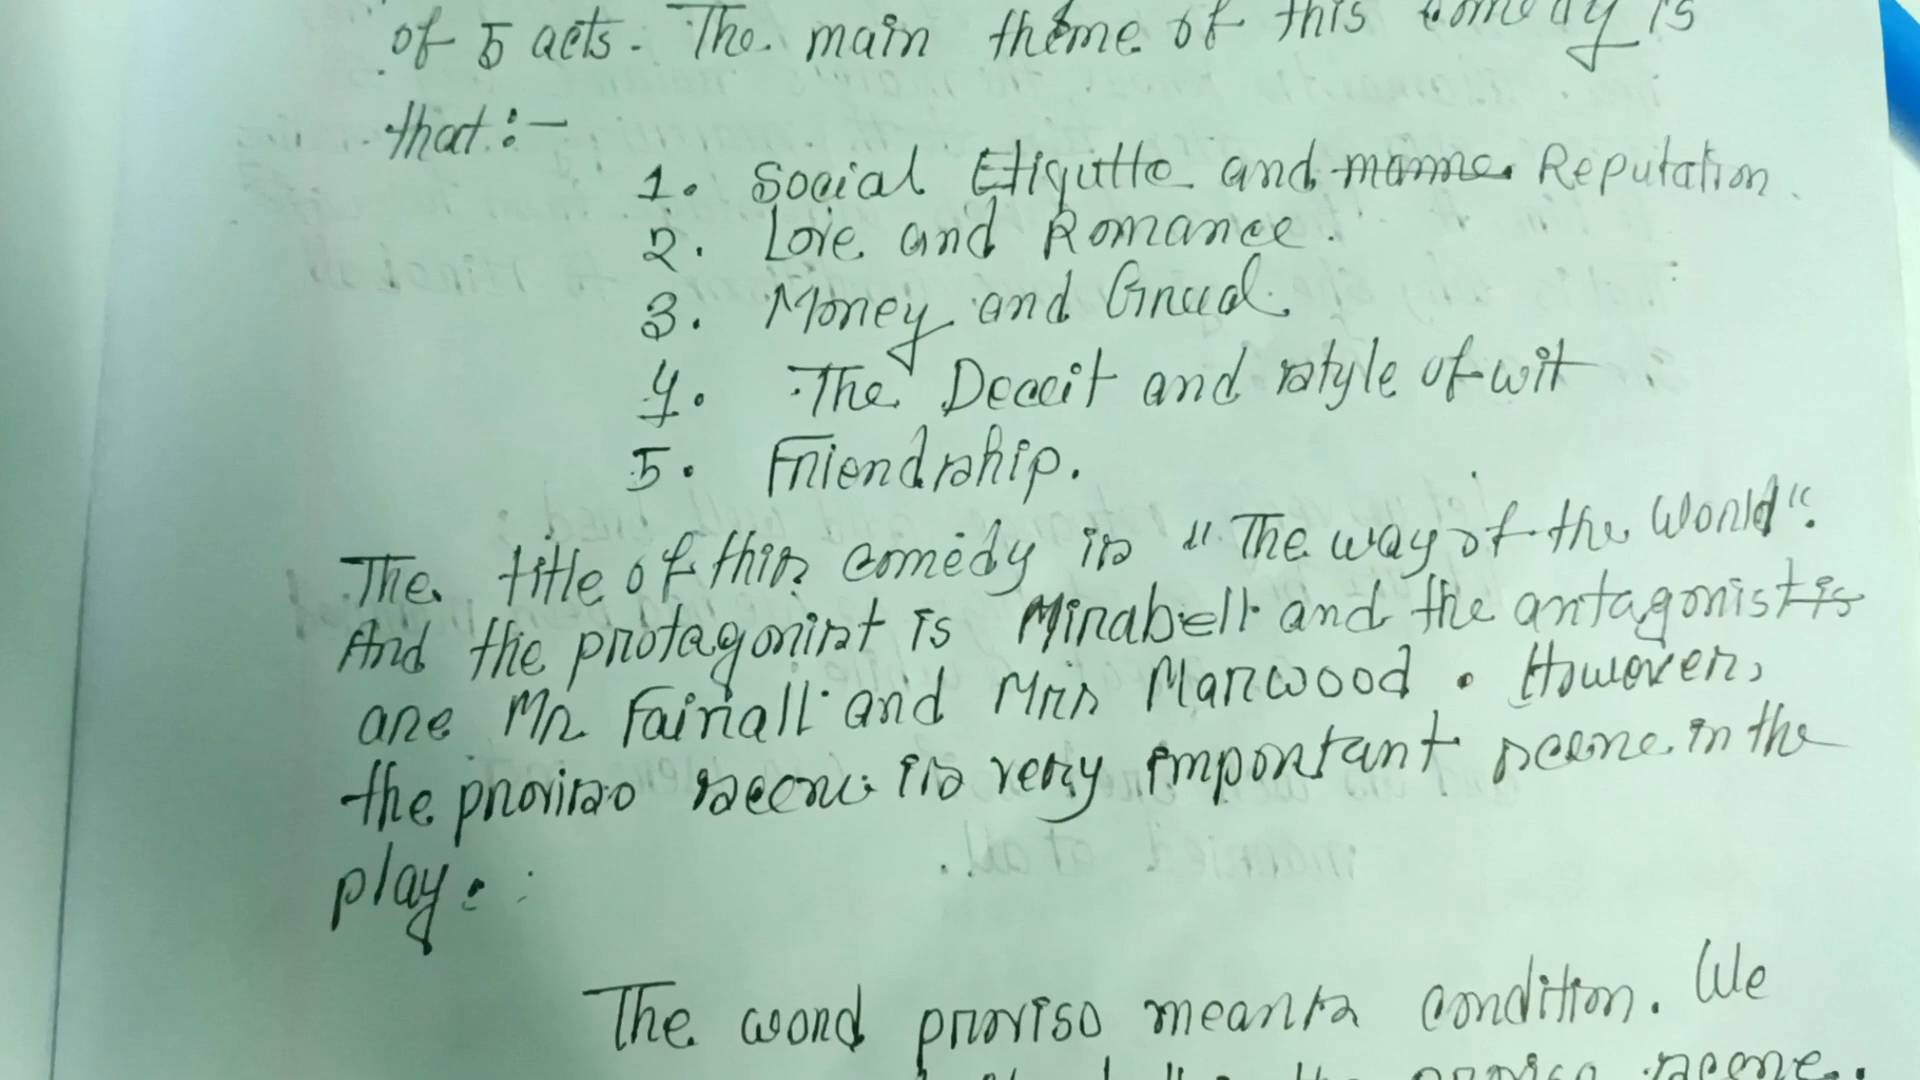 of 5 acts. The main theme of this comedy is
that :-
1. Social Etiqutte and manne Reputation.
2. Love and Romance.
3. Money and Greed.
4. The Deceit and style of wit
5. Friendship.
The title of this comedy is "The way of the World".
And the protagonist is Mirabell and the antagonist is
are Mr. Fainall and Mrs Marwood. However,
the proviso scene is very important scene in the
play.
The word proviso means condition. We
the proviso scene.